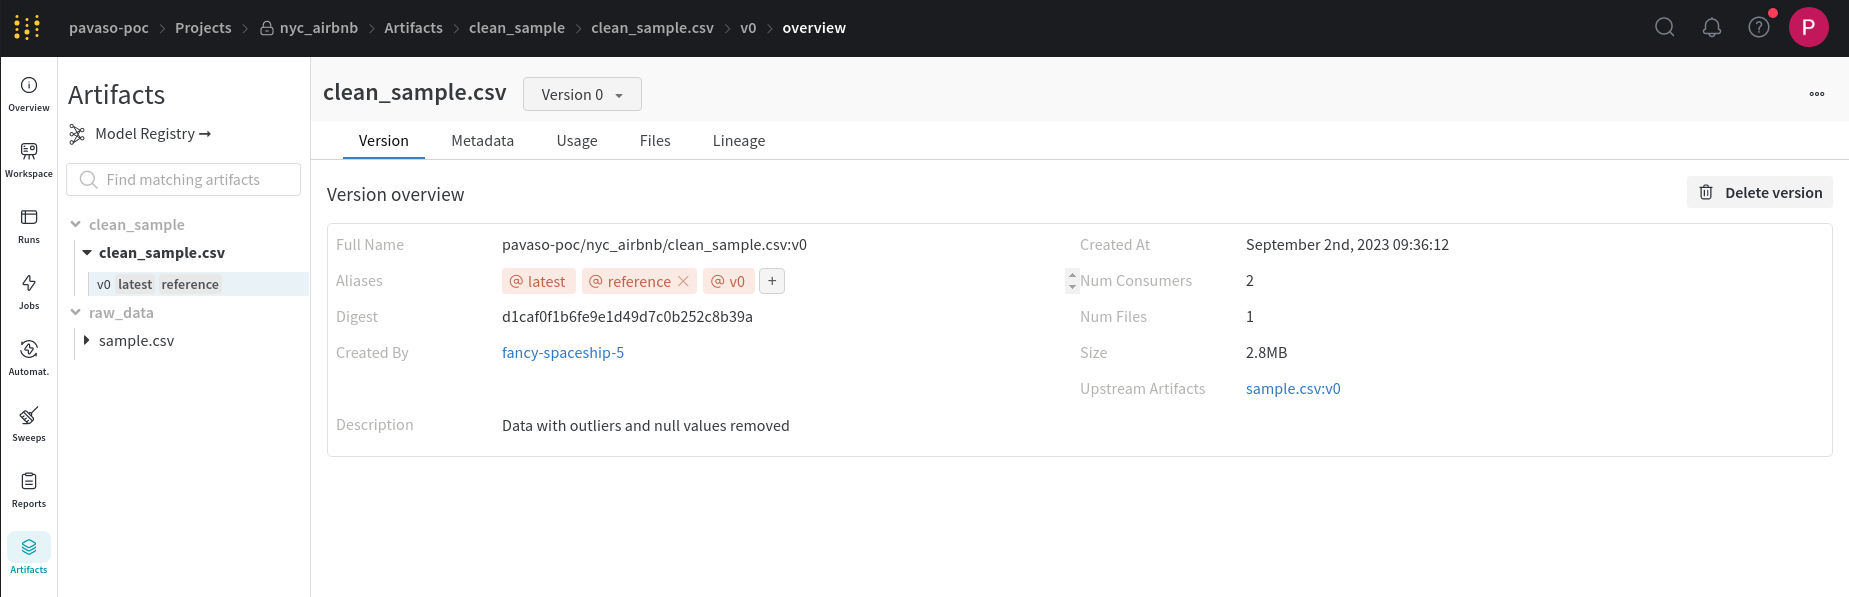 pavaso-poc > Projects > nyc_airbnb > Artifacts > clean_sample > clean_sample.csv > v0 > overview
P
Overview
Workspace
Runs
Jobs
Automat.
Sweeps
Reports
Artifacts
Artifacts
Model Registry →
Find matching artifacts
clean_sample
clean_sample.csv
v0 latest reference
raw_data
sample.csv
clean_sample.csv Version 0
Version Metadata Usage Files Lineage
Version overview Delete version
Full Name pavaso-poc/nyc_airbnb/clean_sample.csv:v0 Created At September 2nd, 2023 09:36:12
Aliases @ latest @ reference × @ v0 + Num Consumers 2
Digest d1caf0f1b6fe9e1d49d7c0b252c8b39a Num Files 1
Created By fancy-spaceship-5 Size 2.8MB
Upstream Artifacts sample.csv:v0
Description Data with outliers and null values removed